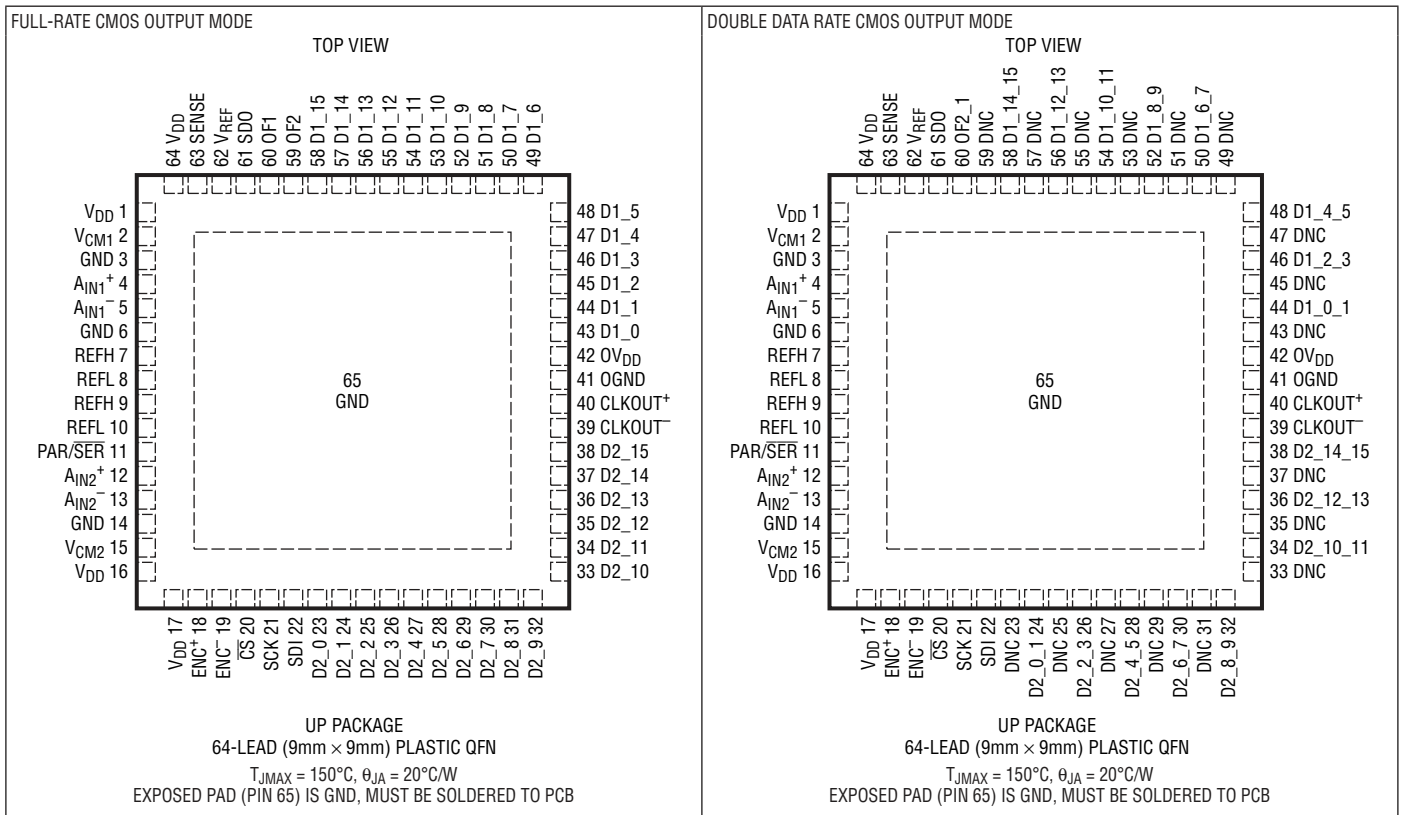 FULL-RATE CMOS OUTPUT MODE
TOP VIEW
64 VDD
63 SENSE
62 VREF
61 SDO
60 OF1
59 OF2
58 D1_15
57 D1_14
56 D1_13
55 D1_12
54 D1_11
53 D1_10
52 D1_9
51 D1_8
50 D1_7
49 D1_6
VDD 1
VCM1 2
GND 3
AIN1+ 4
AIN1– 5
GND 6
REFH 7
REFL 8
REFH 9
REFL 10
PAR/SER 11
AIN2+ 12
AIN2– 13
GND 14
VCM2 15
VDD 16
65
GND
48 D1_5
47 D1_4
46 D1_3
45 D1_2
44 D1_1
43 D1_0
42 OVDD
41 OGND
40 CLKOUT+
39 CLKOUT–
38 D2_15
37 D2_14
36 D2_13
35 D2_12
34 D2_11
33 D2_10
VDD 17
ENC+ 18
ENC– 19
CS 20
SCK 21
SDI 22
D2_0 23
D2_1 24
D2_2 25
D2_3 26
D2_4 27
D2_5 28
D2_6 29
D2_7 30
D2_8 31
D2_9 32
UP PACKAGE
64-LEAD (9mm × 9mm) PLASTIC QFN
TJMAX = 150°C, θJA = 20°C/W
EXPOSED PAD (PIN 65) IS GND, MUST BE SOLDERED TO PCB
DOUBLE DATA RATE CMOS OUTPUT MODE
TOP VIEW
64 VDD
63 SENSE
62 VREF
61 SDO
60 OF2_1
59 DNC
58 D1_14_15
57 DNC
56 D1_12_13
55 DNC
54 D1_10_11
53 DNC
52 D1_8_9
51 DNC
50 D1_6_7
49 DNC
VDD 1
VCM1 2
GND 3
AIN1+ 4
AIN1– 5
GND 6
REFH 7
REFL 8
REFH 9
REFL 10
PAR/SER 11
AIN2+ 12
AIN2– 13
GND 14
VCM2 15
VDD 16
65
GND
48 D1_4_5
47 DNC
46 D1_2_3
45 DNC
44 D1_0_1
43 DNC
42 OVDD
41 OGND
40 CLKOUT+
39 CLKOUT–
38 D2_14_15
37 DNC
36 D2_12_13
35 DNC
34 D2_10_11
33 DNC
VDD 17
ENC+ 18
ENC– 19
CS 20
SCK 21
SDI 22
DNC 23
D2_0_1 24
DNC 25
D2_2_3 26
DNC 27
D2_4_5 28
DNC 29
D2_6_7 30
DNC 31
D2_8_9 32
UP PACKAGE
64-LEAD (9mm × 9mm) PLASTIC QFN
TJMAX = 150°C, θJA = 20°C/W
EXPOSED PAD (PIN 65) IS GND, MUST BE SOLDERED TO PCB